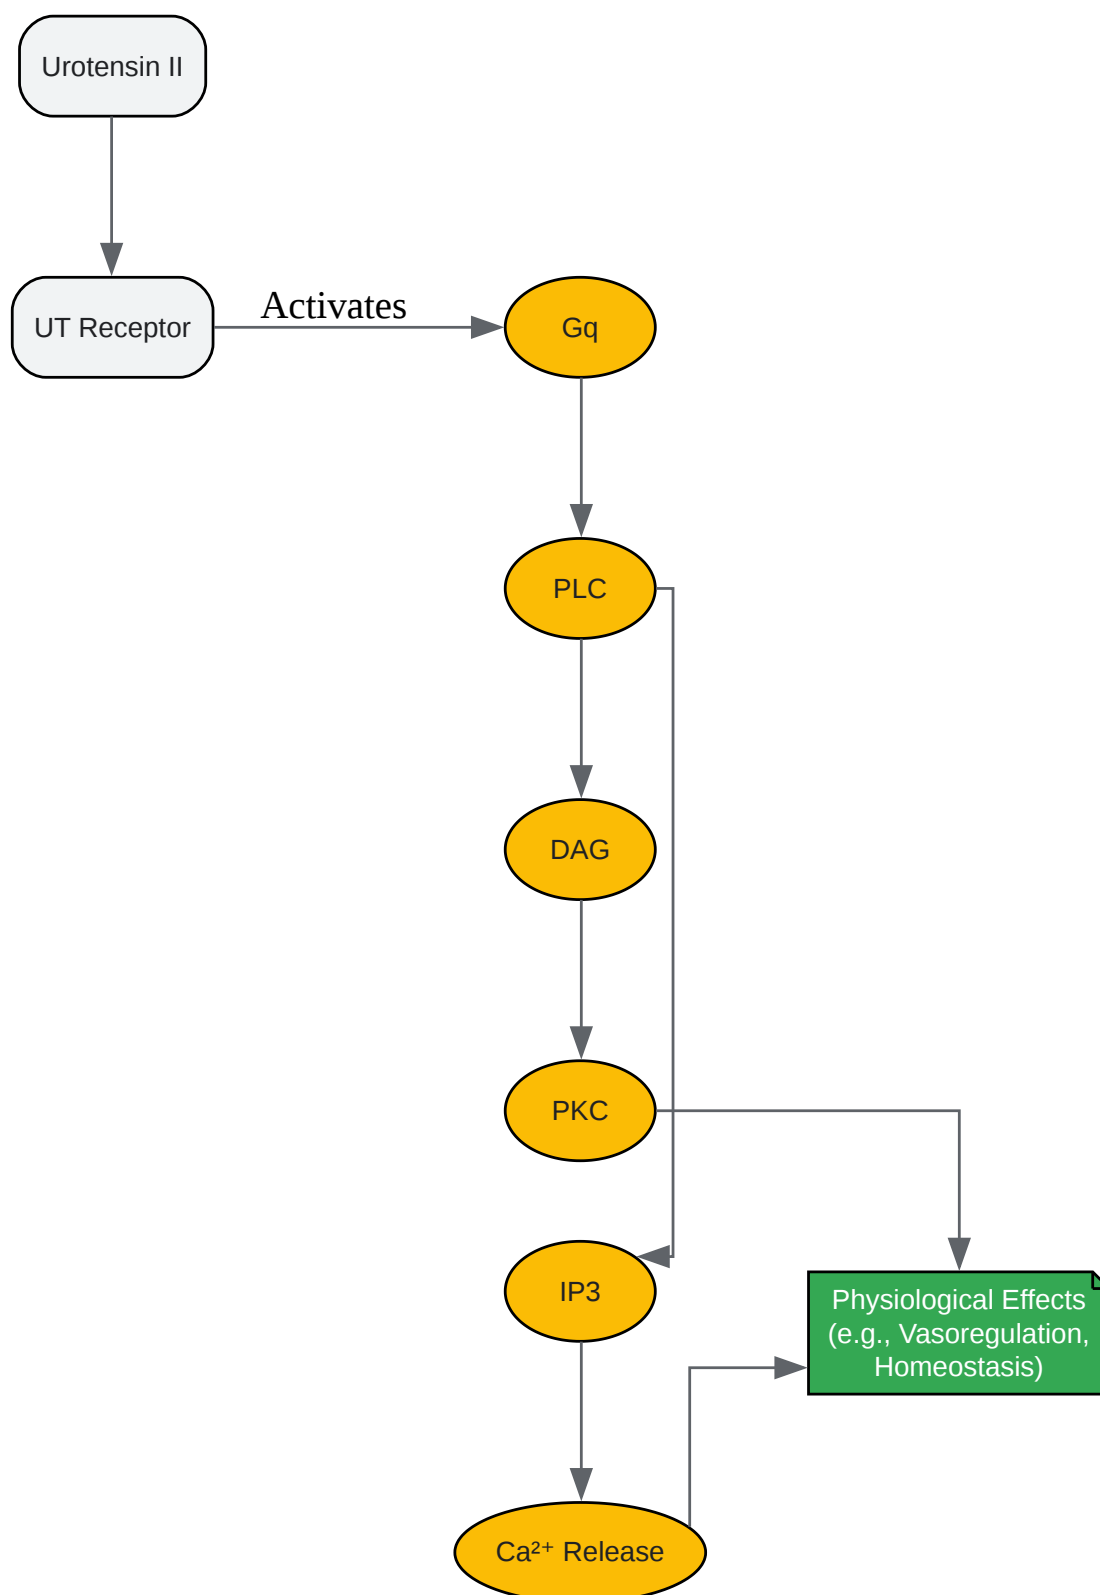 Urotensin II
UT Receptor
Activates
Gq
PLC
DAG
PKC
IP3
Physiological Effects
(e.g., Vasoregulation,
Homeostasis)
Ca²⁺ Release